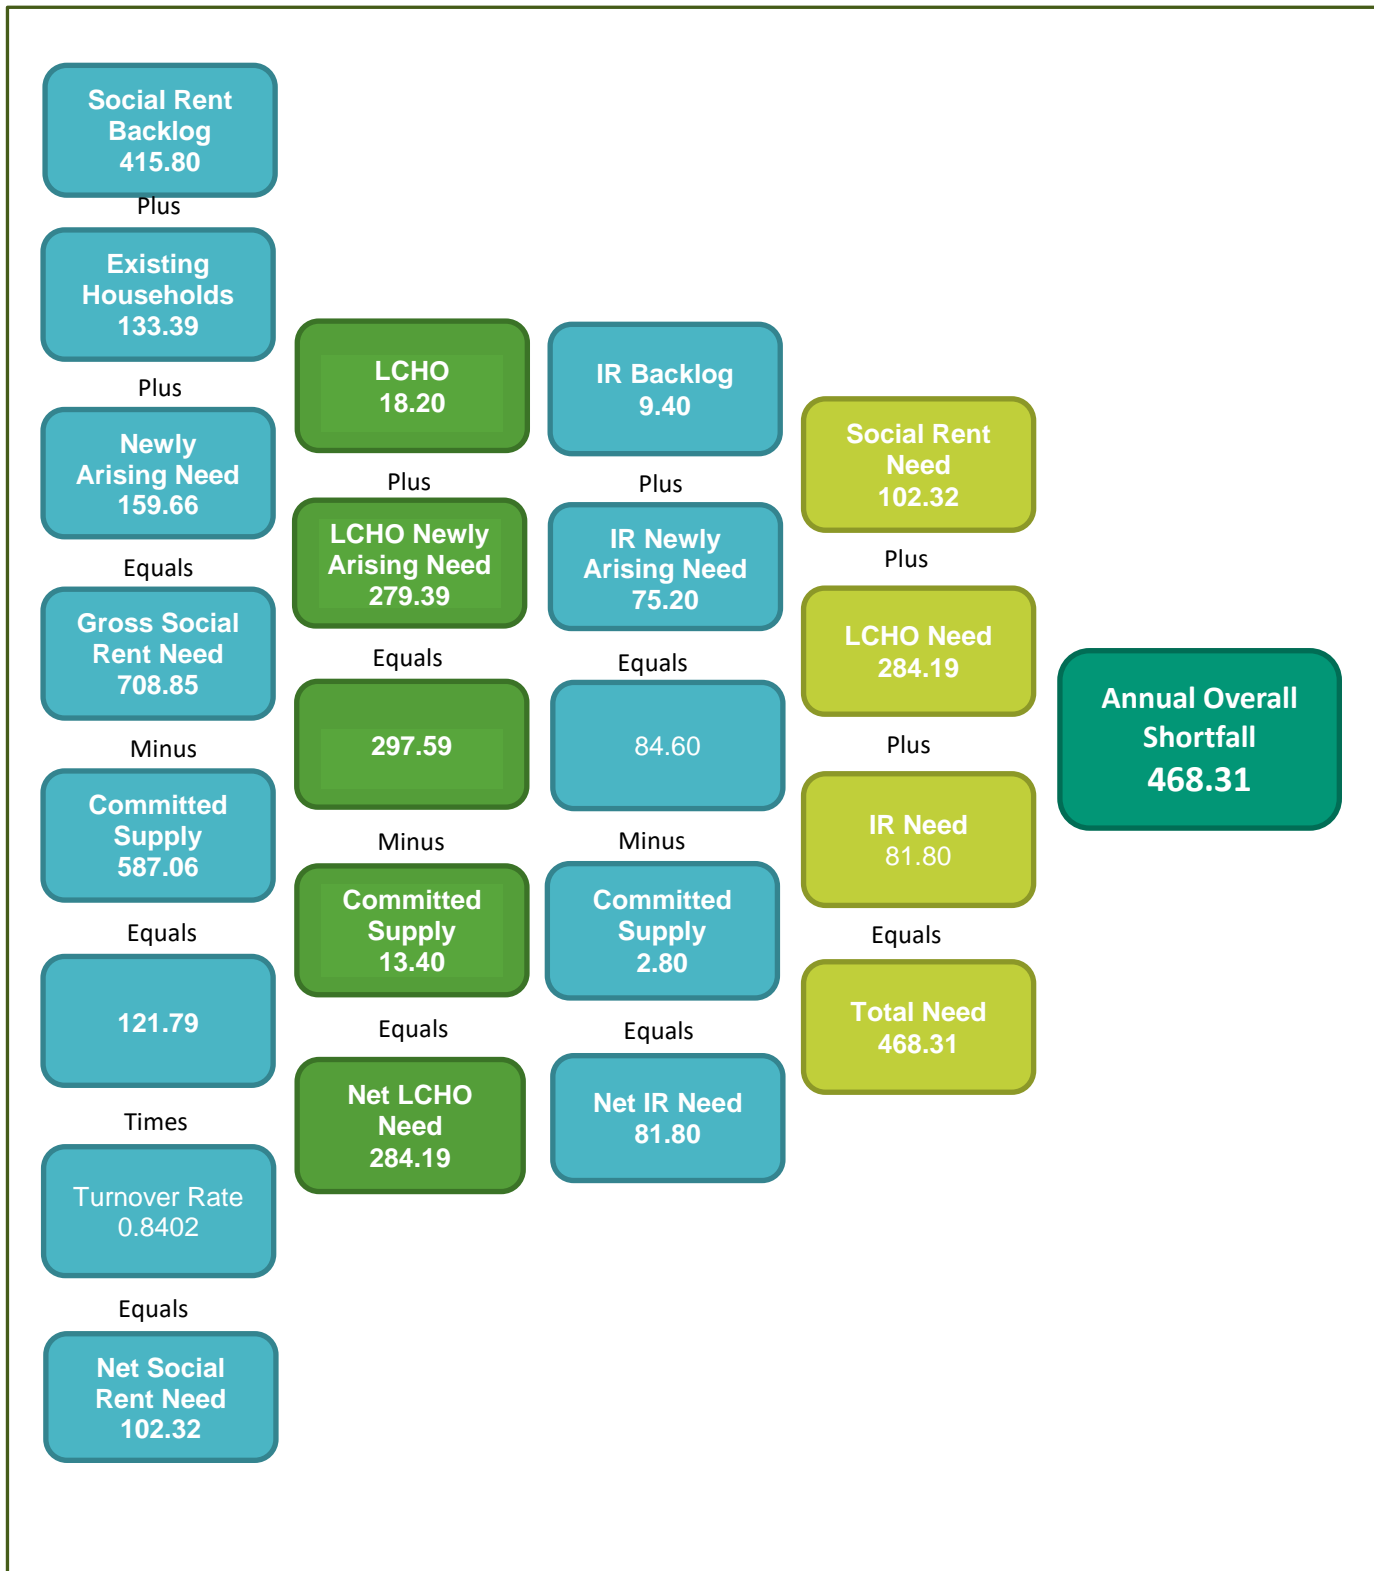 Social Rent
Backlog
415.80
Plus
Existing
Households
133.39
Plus
Newly
Arising Need
159.66
Equals
Gross Social
Rent Need
708.85
Minus
Committed
Supply
587.06
Equals
121.79
Times
Turnover Rate
0.8402
Equals
Net Social
Rent Need
102.32
LCHO
18.20
Plus
LCHO Newly
Arising Need
279.39
Equals
297.59
Minus
Committed
Supply
13.40
Equals
Net LCHO
Need
284.19
IR Backlog
9.40
Plus
IR Newly
Arising Need
75.20
Equals
84.60
Minus
Committed
Supply
2.80
Equals
Net IR Need
81.80
Social Rent
Need
102.32
Plus
LCHO Need
284.19
Plus
IR Need
81.80
Equals
Total Need
468.31
Annual Overall
Shortfall
468.31